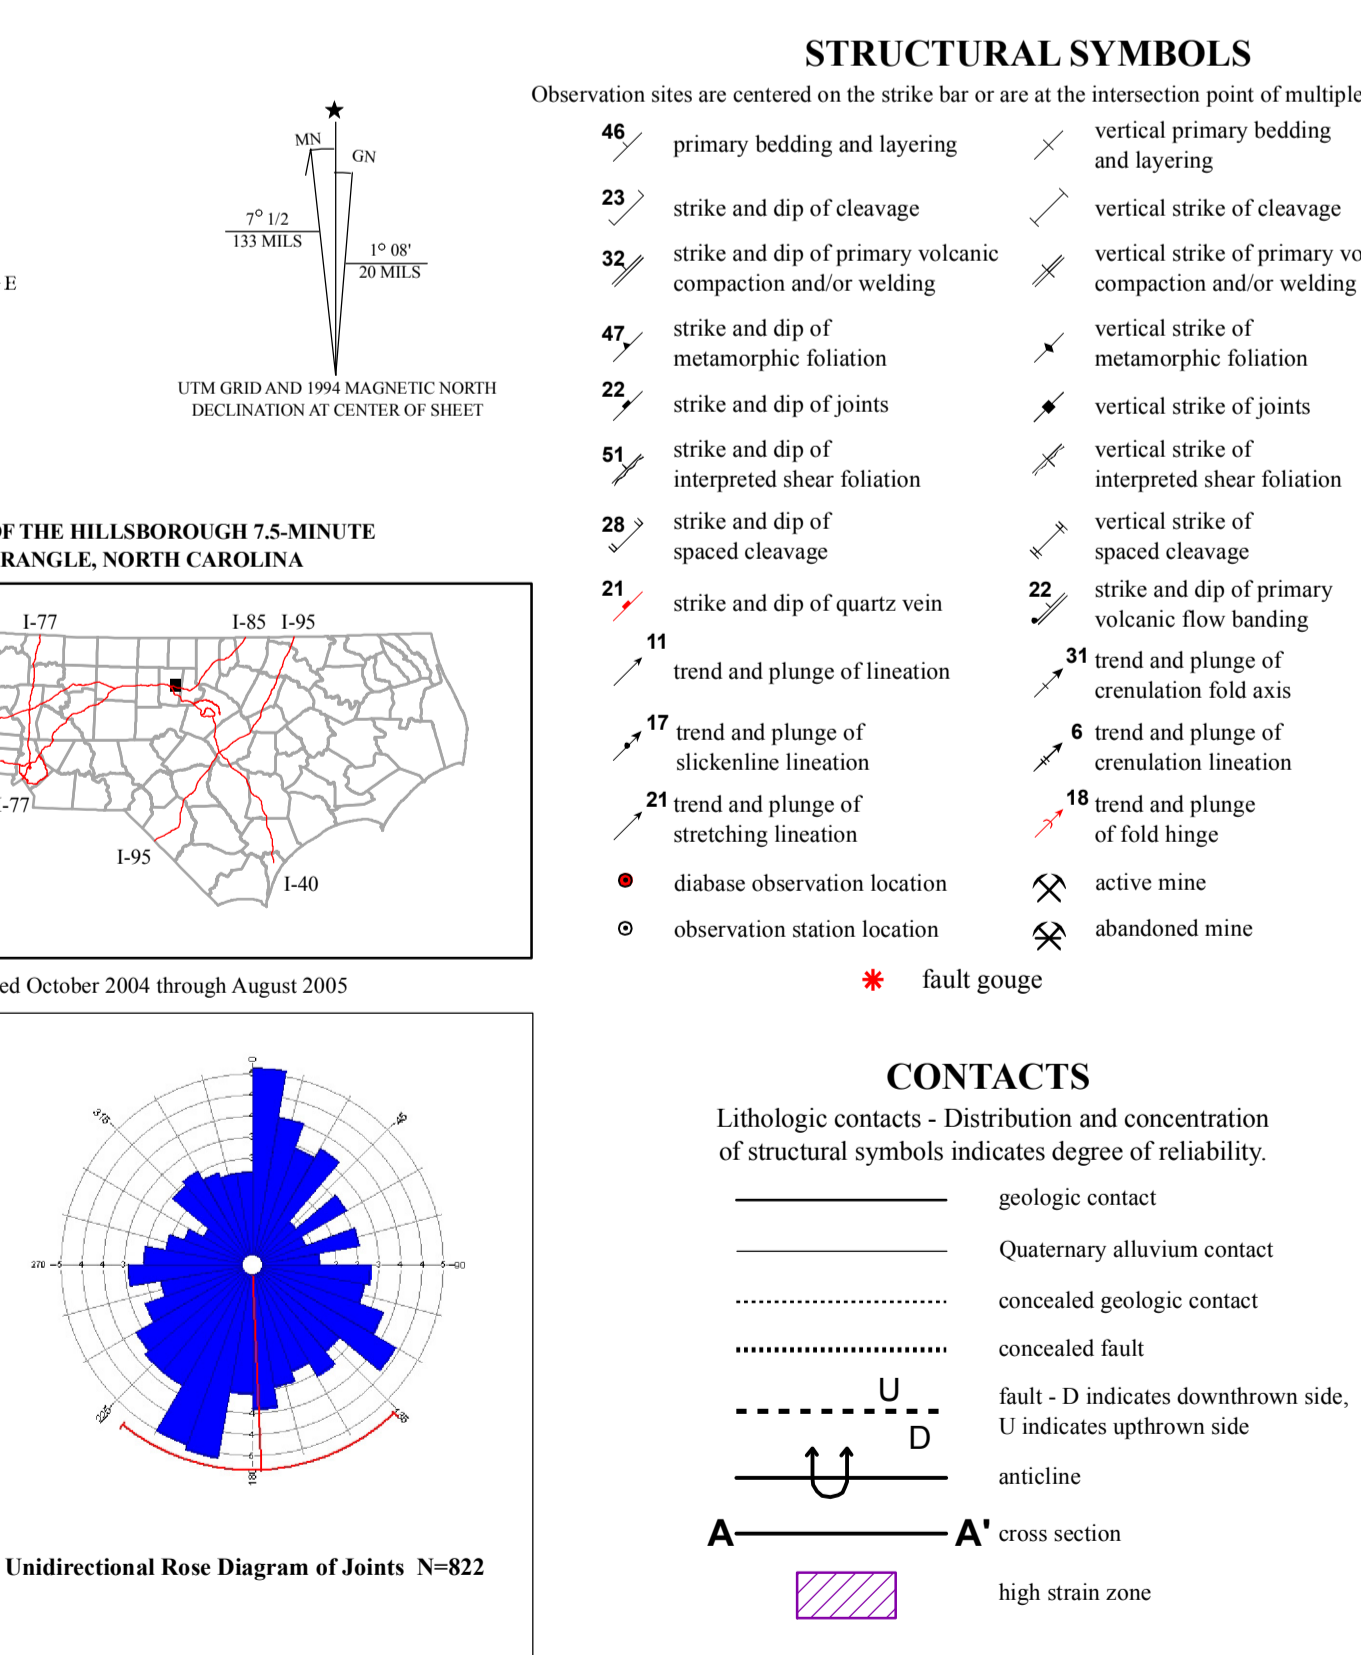 STRUCTURAL SYMBOLS
Observation sites are centered on the strike bar or are at the intersection point of multiple
46 primary bedding and layering
vertical primary bedding
and layering
23 strike and dip of cleavage
vertical strike of cleavage
32 strike and dip of primary volcanic
compaction and/or welding
vertical strike of primary vo
compaction and/or welding
47 strike and dip of
metamorphic foliation
vertical strike of
metamorphic foliation
22 strike and dip of joints
vertical strike of joints
51 strike and dip of
interpreted shear foliation
vertical strike of
interpreted shear foliation
28 strike and dip of
spaced cleavage
vertical strike of
spaced cleavage
21 strike and dip of quartz vein
22 strike and dip of primary
volcanic flow banding
11 trend and plunge of lineation
31 trend and plunge of
crenulation fold axis
17 trend and plunge of
slickenline lineation
6 trend and plunge of
crenulation lineation
21 trend and plunge of
stretching lineation
18 trend and plunge
of fold hinge
diabase observation location
active mine
observation station location
abandoned mine
fault gouge
MN
GN
7° 1/2
133 MILS
1° 08'
20 MILS
E
UTM GRID AND 1994 MAGNETIC NORTH
DECLINATION AT CENTER OF SHEET
OF THE HILLSBOROUGH 7.5-MINUTE
RANGLE, NORTH CAROLINA
I-77
I-85
I-95
-77
I-95
I-40
ed October 2004 through August 2005
0
45
90
135
180
225
270
315
Unidirectional Rose Diagram of Joints N=822
CONTACTS
Lithologic contacts - Distribution and concentration
of structural symbols indicates degree of reliability.
geologic contact
Quaternary alluvium contact
concealed geologic contact
concealed fault
U
D
fault - D indicates downthrown side,
U indicates upthrown side
anticline
A A' cross section
high strain zone